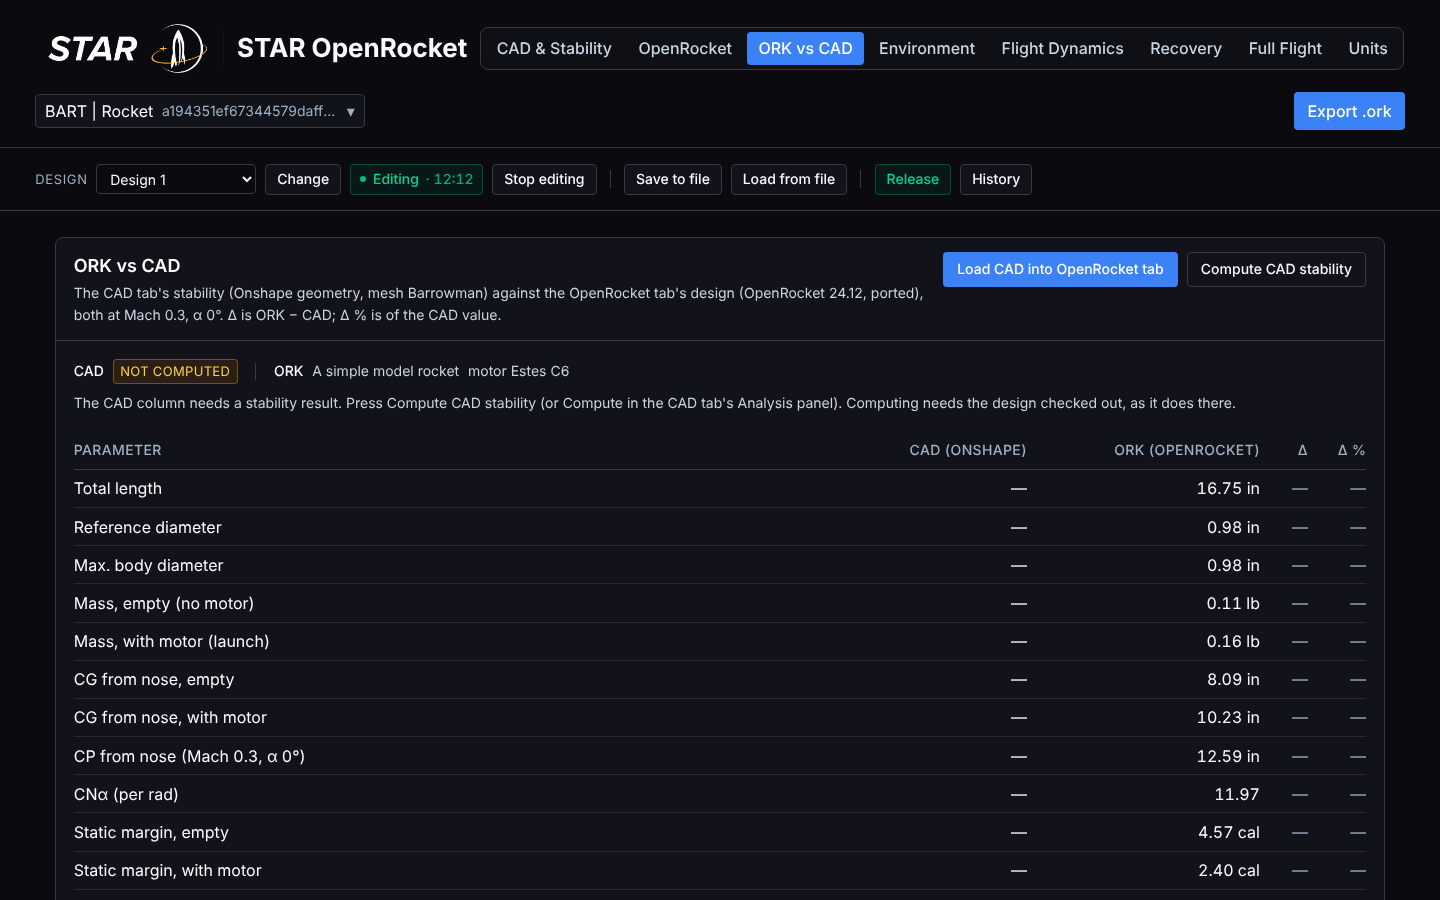 STAR
STAR OpenRocket
CAD & Stability
OpenRocket
ORK vs CAD
Environment
Flight Dynamics
Recovery
Full Flight
Units
BART | Rocket a194351ef67344579daff... ▾
Export .ork
DESIGN
Design 1
Change
Editing · 12:12
Stop editing
Save to file
Load from file
Release
History
ORK vs CAD
The CAD tab's stability (Onshape geometry, mesh Barrowman) against the OpenRocket tab's design (OpenRocket 24.12, ported),
both at Mach 0.3, α 0°. Δ is ORK − CAD; Δ % is of the CAD value.
Load CAD into OpenRocket tab
Compute CAD stability
CAD NOT COMPUTED ORK A simple model rocket motor Estes C6
The CAD column needs a stability result. Press Compute CAD stability (or Compute in the CAD tab's Analysis panel). Computing needs the design checked out, as it does there.
PARAMETER CAD (ONSHAPE) ORK (OPENROCKET) Δ Δ %
Total length — 16.75 in — —
Reference diameter — 0.98 in — —
Max. body diameter — 0.98 in — —
Mass, empty (no motor) — 0.11 lb — —
Mass, with motor (launch) — 0.16 lb — —
CG from nose, empty — 8.09 in — —
CG from nose, with motor — 10.23 in — —
CP from nose (Mach 0.3, α 0°) — 12.59 in — —
CNα (per rad) — 11.97 — —
Static margin, empty — 4.57 cal — —
Static margin, with motor — 2.40 cal — —